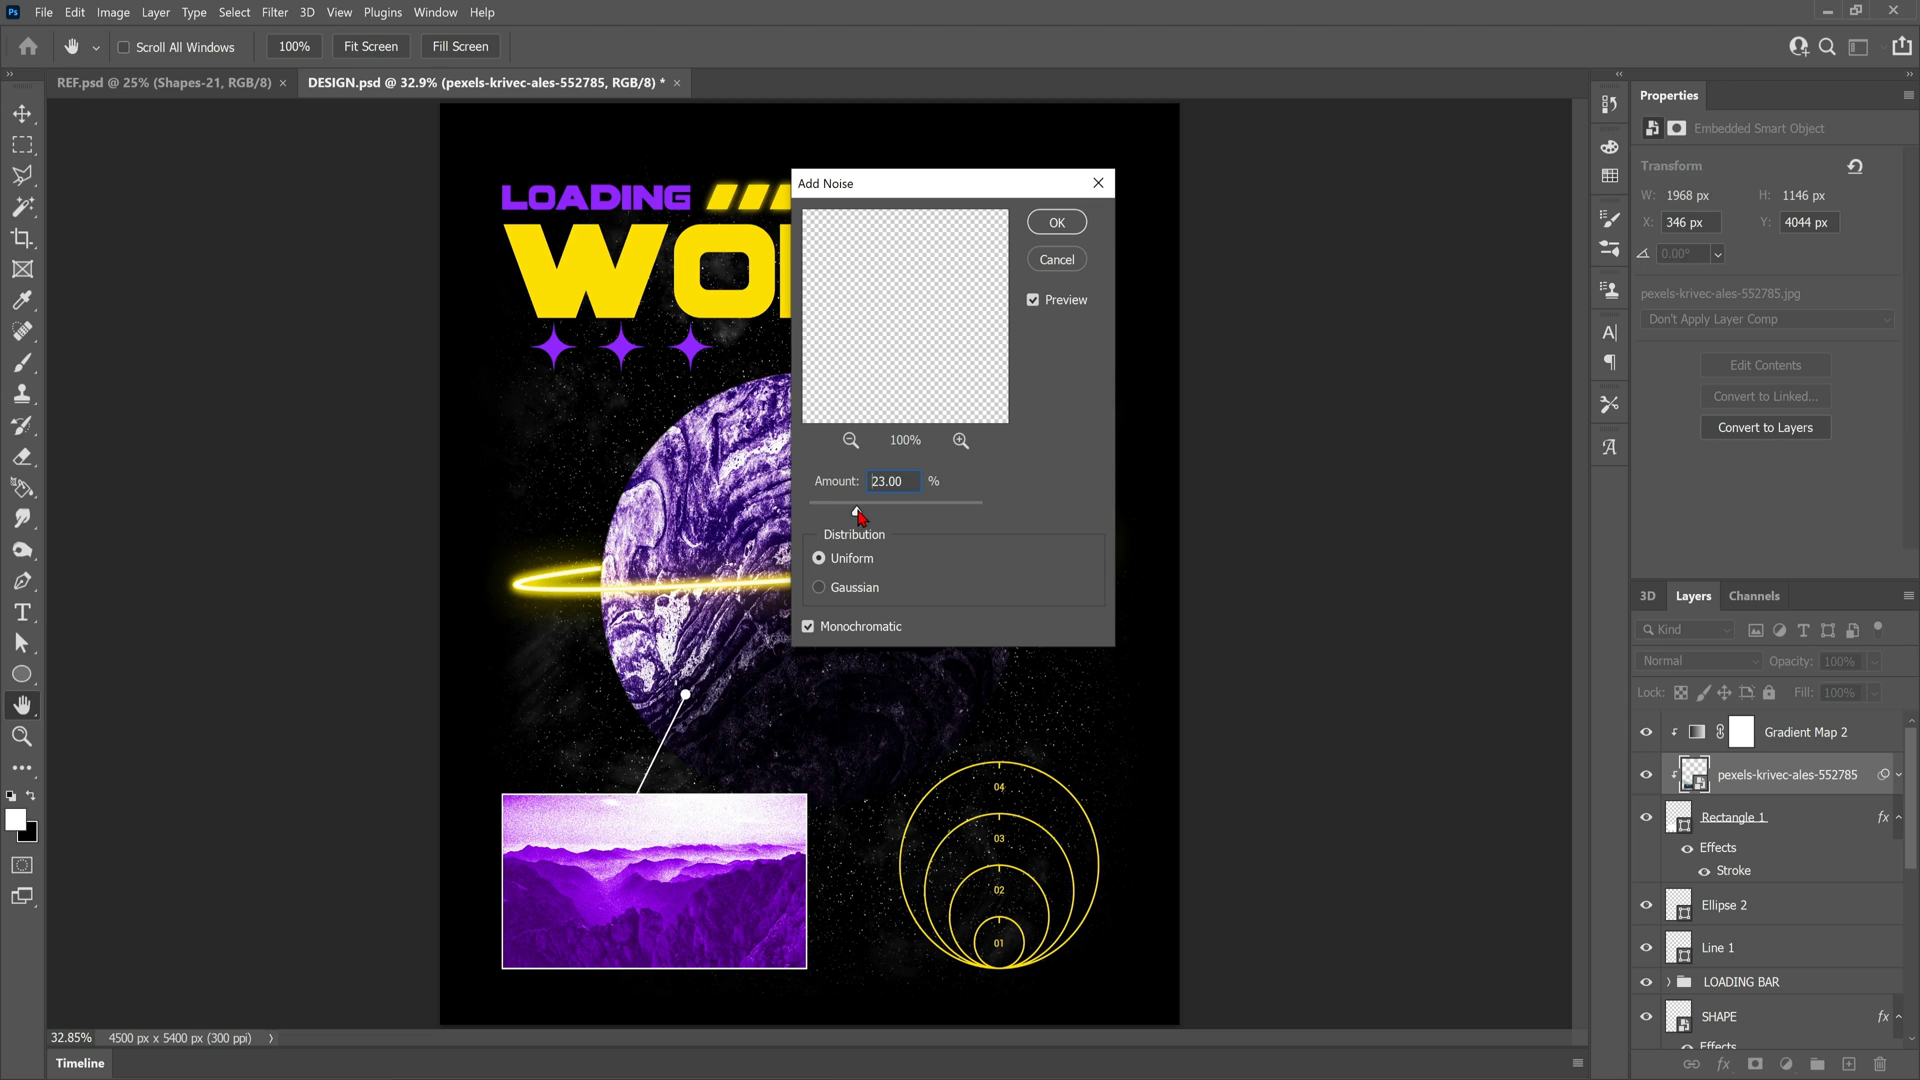 Ps File Edit Image Layer Type Select Filter 3D View Plugins Window Help
Scroll All Windows 100% Fit Screen Fill Screen
REF.psd @ 25% (Shapes-21, RGB/8) × DESIGN.psd @ 32.9% (pexels-krivec-ales-552785, RGB/8) * ×
LOADING
WO
04
03
02
01
Add Noise
OK
Cancel
Preview
100%
Amount: 23.00 %
Distribution
Uniform
Gaussian
Monochromatic
Properties
Embedded Smart Object
Transform
W: 1968 px H: 1146 px
X: 346 px Y: 4044 px
0.00°
pexels-krivec-ales-552785.jpg
Don't Apply Layer Comp
Edit Contents
Convert to Linked...
Convert to Layers
3D Layers Channels
Kind
Normal Opacity: 100%
Lock: Fill: 100%
Gradient Map 2
pexels-krivec-ales-552785
Rectangle 1 fx
Effects
Stroke
Ellipse 2
Line 1
LOADING BAR
SHAPE fx
Effects
fx
32.85% 4500 px x 5400 px (300 ppi)
Timeline